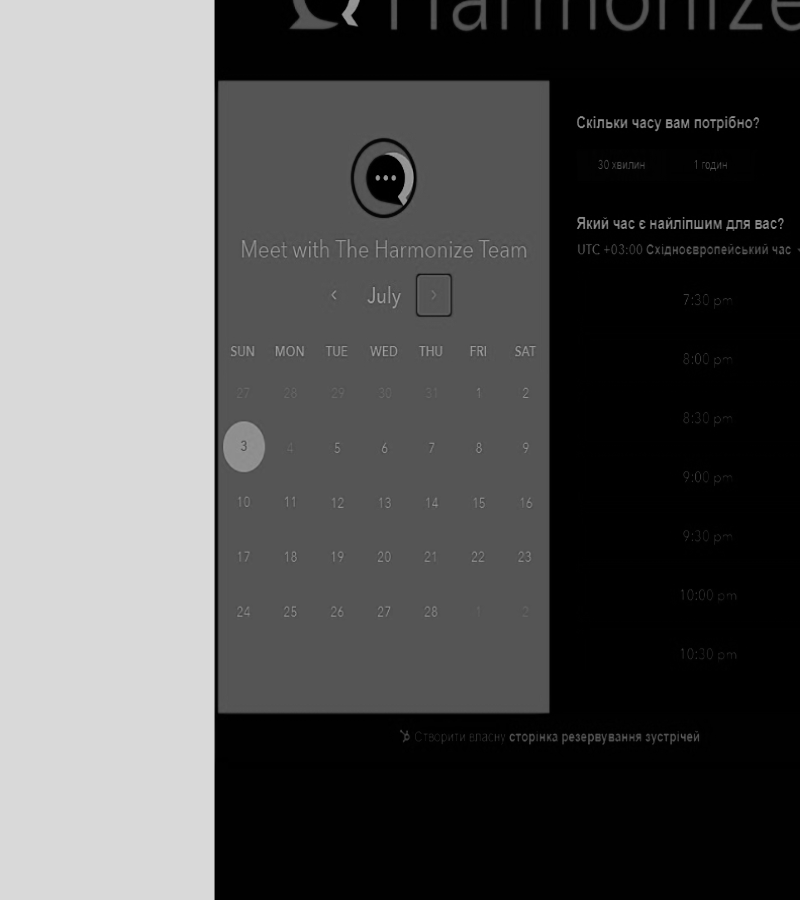 Harmonize
Скільки часу вам потрібно?
30 хвилин 1 годин
Який час є найліпшим для вас?
UTC +03:00 Східноєвропейський час
Meet with The Harmonize Team
July
SUN MON TUE WED THU FRI SAT
27 28 29 30 31 1 2
3 4 5 6 7 8 9
10 11 12 13 14 15 16
17 18 19 20 21 22 23
24 25 26 27 28 1 2
7:30 pm
8:00 pm
8:30 pm
9:00 pm
9:30 pm
10:00 pm
10:30 pm
Створити власну сторінка резервування зустрічей